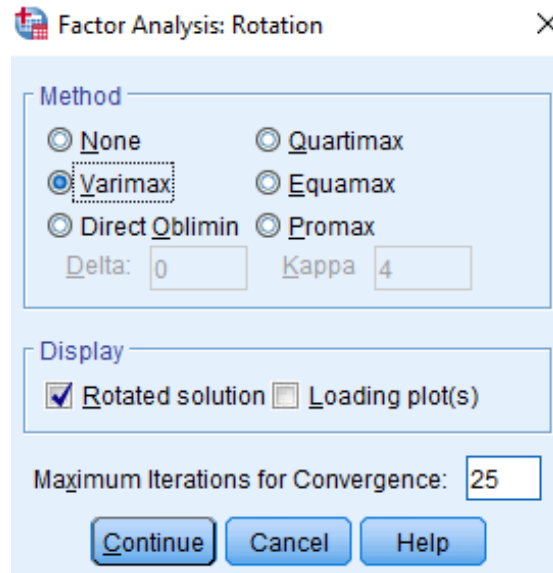 Factor Analysis: Rotation
Method
None Quartimax
Varimax Equamax
Direct Oblimin Promax
Delta: 0 Kappa 4
Display
Rotated solution Loading plot(s)
Maximum Iterations for Convergence: 25
Continue Cancel Help